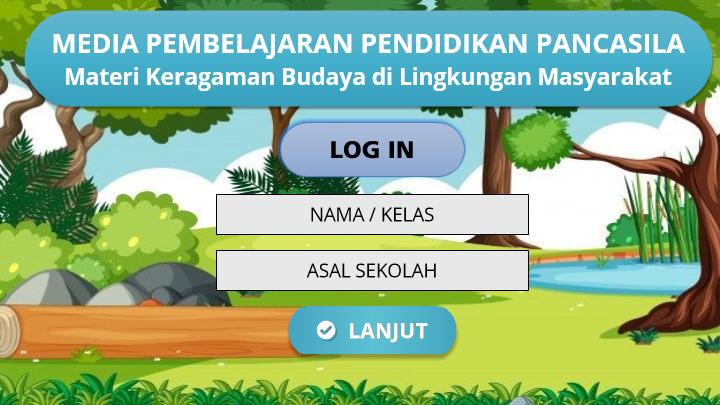 MEDIA PEMBELAJARAN PENDIDIKAN PANCASILA
Materi Keragaman Budaya di Lingkungan Masyarakat
LOG IN
NAMA / KELAS
ASAL SEKOLAH
LANJUT